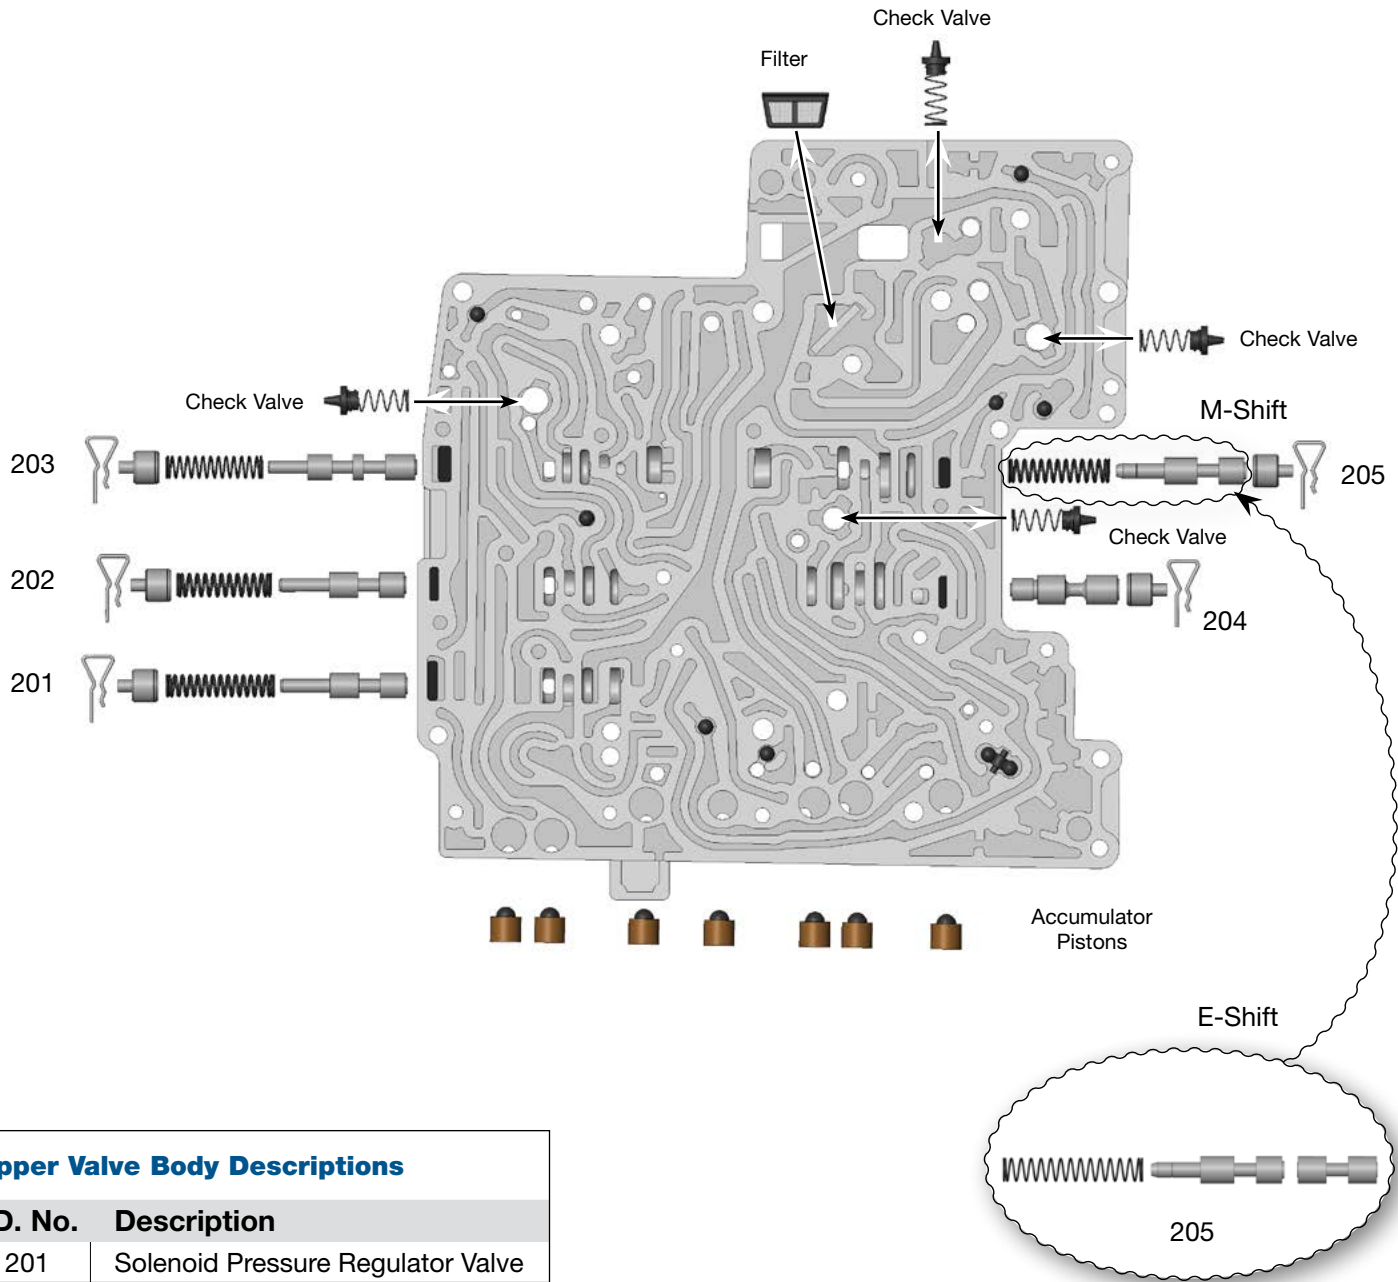 Check Valve
Filter
Check Valve
Check Valve
M-Shift
203
205
Check Valve
202
204
201
Accumulator
Pistons
E-Shift
205
pper Valve Body Descriptions
D. No. Description
201 Solenoid Pressure Regulator Valve